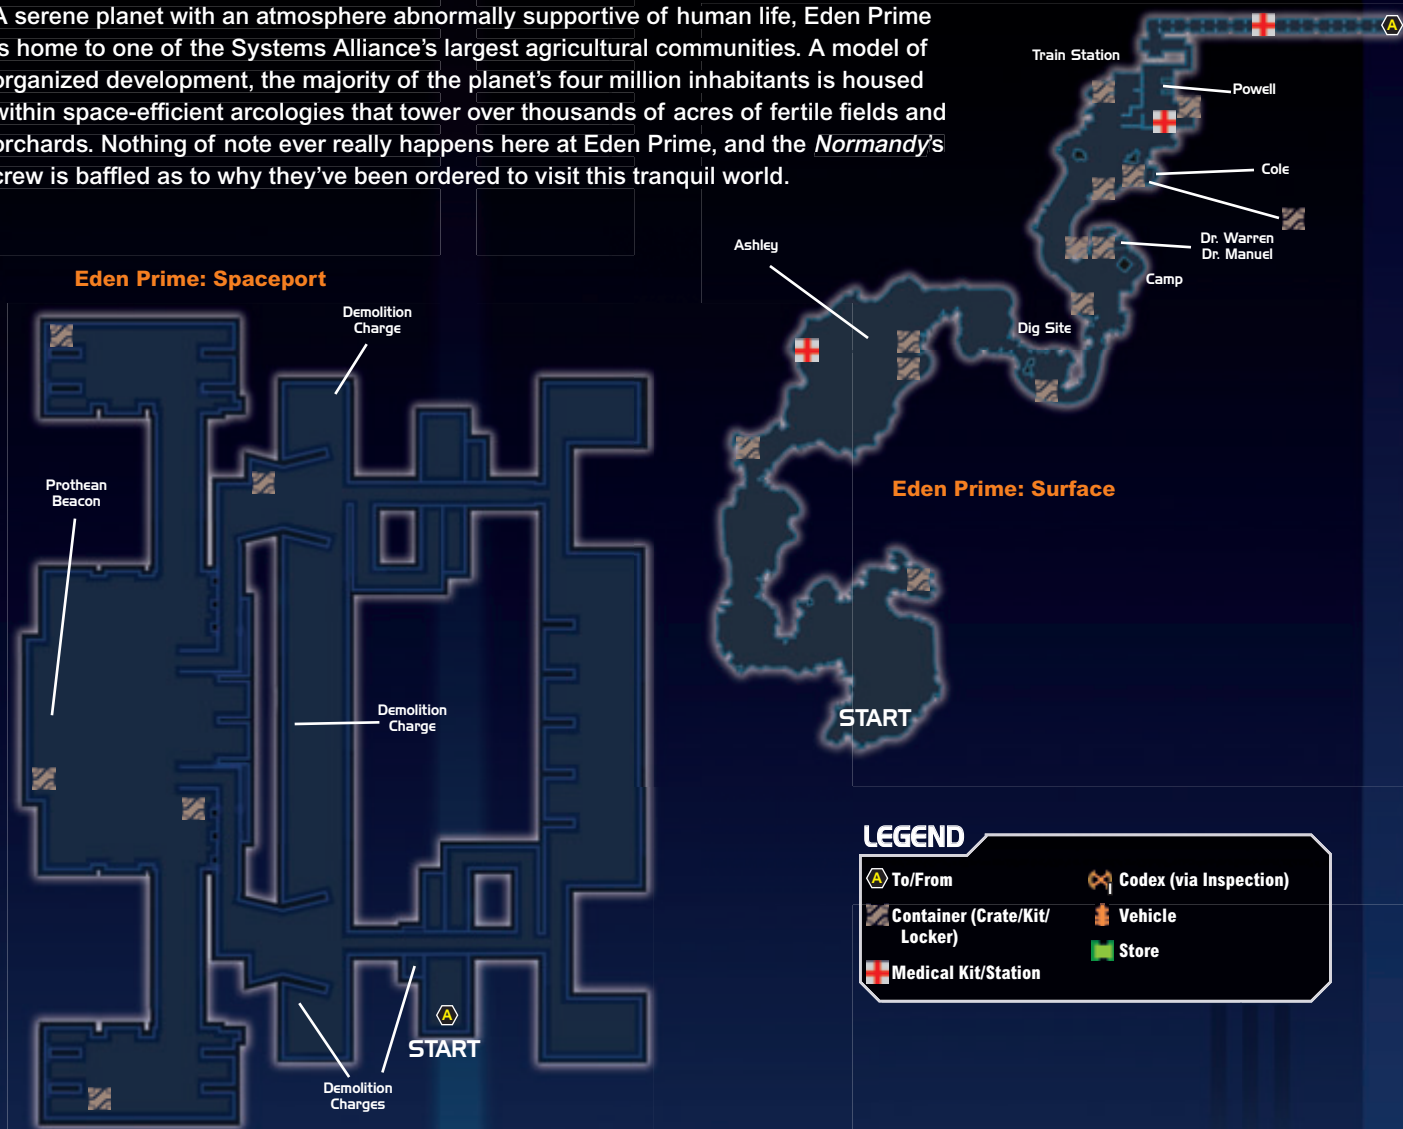 A serene planet with an atmosphere abnormally supportive of human life, Eden Prime
is home to one of the Systems Alliance's largest agricultural communities. A model of
organized development, the majority of the planet's four million inhabitants is housed
within space-efficient arcologies that tower over thousands of acres of fertile fields and
orchards. Nothing of note ever really happens here at Eden Prime, and the Normandy's
crew is baffled as to why they've been ordered to visit this tranquil world.
Eden Prime: Spaceport
Demolition
Charge
Prothean
Beacon
Demolition
Charge
A
START
Demolition
Charges
A
Train Station
Powell
Cole
Dr. Warren
Dr. Manuel
Camp
Ashley
Dig Site
Eden Prime: Surface
START
LEGEND
A To/From
Container (Crate/Kit/
Locker)
Medical Kit/Station
Codex (via Inspection)
Vehicle
Store